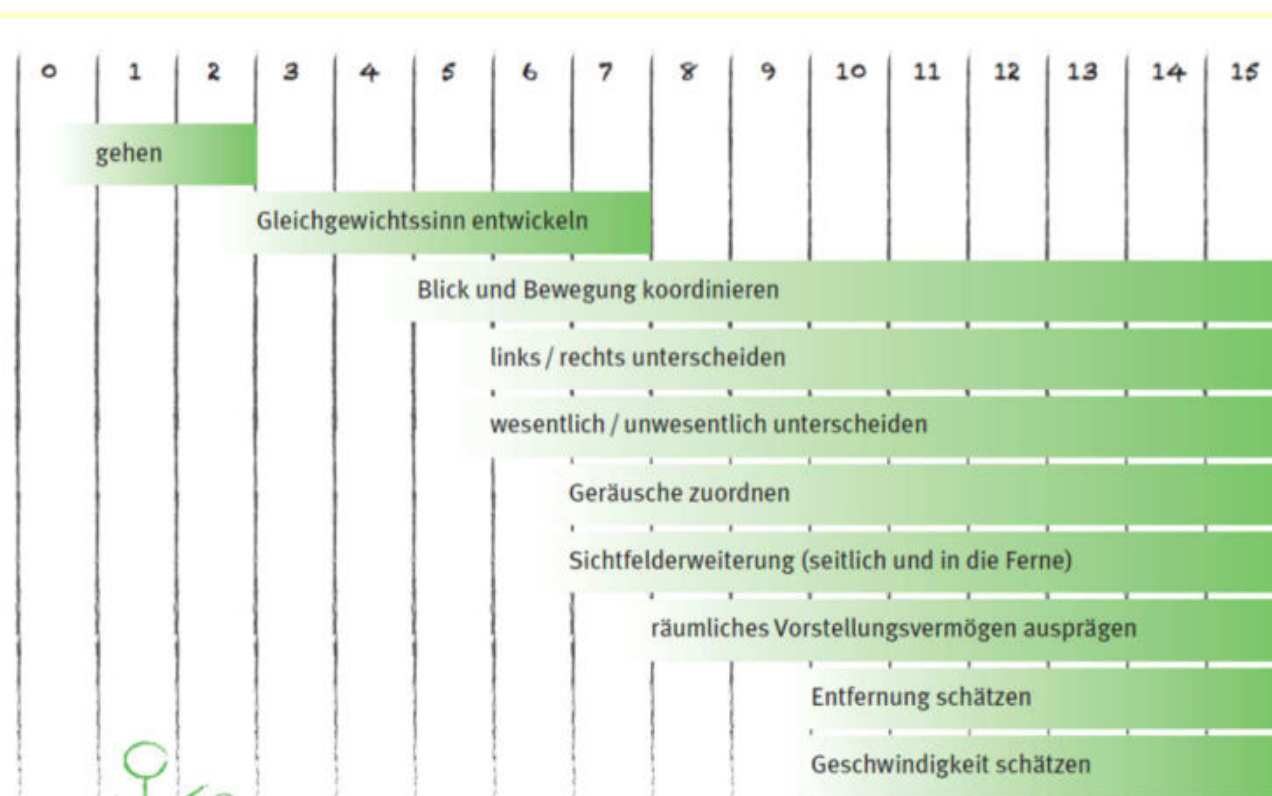 0 1 2 3 4 5 6 7 8 9 10 11 12 13 14 15
gehen
Gleichgewichtssinn entwickeln
Blick und Bewegung koordinieren
links / rechts unterscheiden
wesentlich / unwesentlich unterscheiden
Geräusche zuordnen
Sichtfelderweiterung (seitlich und in die Ferne)
räumliches Vorstellungsvermögen ausprägen
Entfernung schätzen
Geschwindigkeit schätzen